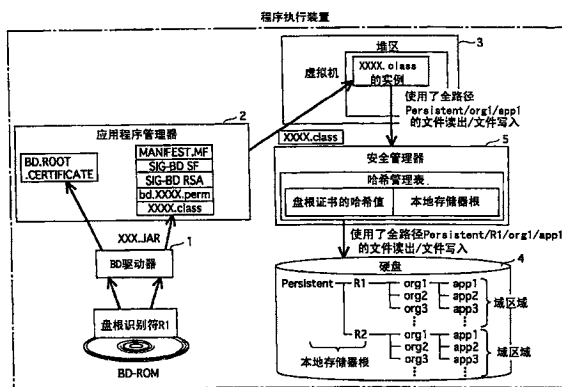 程序执行装置
3
堆区
虚拟机
XXXX.class
的实例
使用了全路径
Persistent/org1/app1
的文件读出/文件写入
2
应用程序管理器
BD.ROOT
.CERTIFICATE
MANIFEST.MF
SIG-BD SF
SIG-BD RSA
bd.XXXX.perm
XXXX.class
XXXX.class
5
安全管理器
哈希管理表
盘根证书的哈希值
本地存储器根
使用了全路径Persistent/R1/org1/app1
的文件读出/文件写入
XXX.JAR
1
BD驱动器
盘根识别符R1
BD-ROM
4
硬盘
Persistent R1 org1 app1
org2 app2
org3 app3
域区域
R2 org1 app1
org2 app2
org3 app3
域区域
本地存储器根